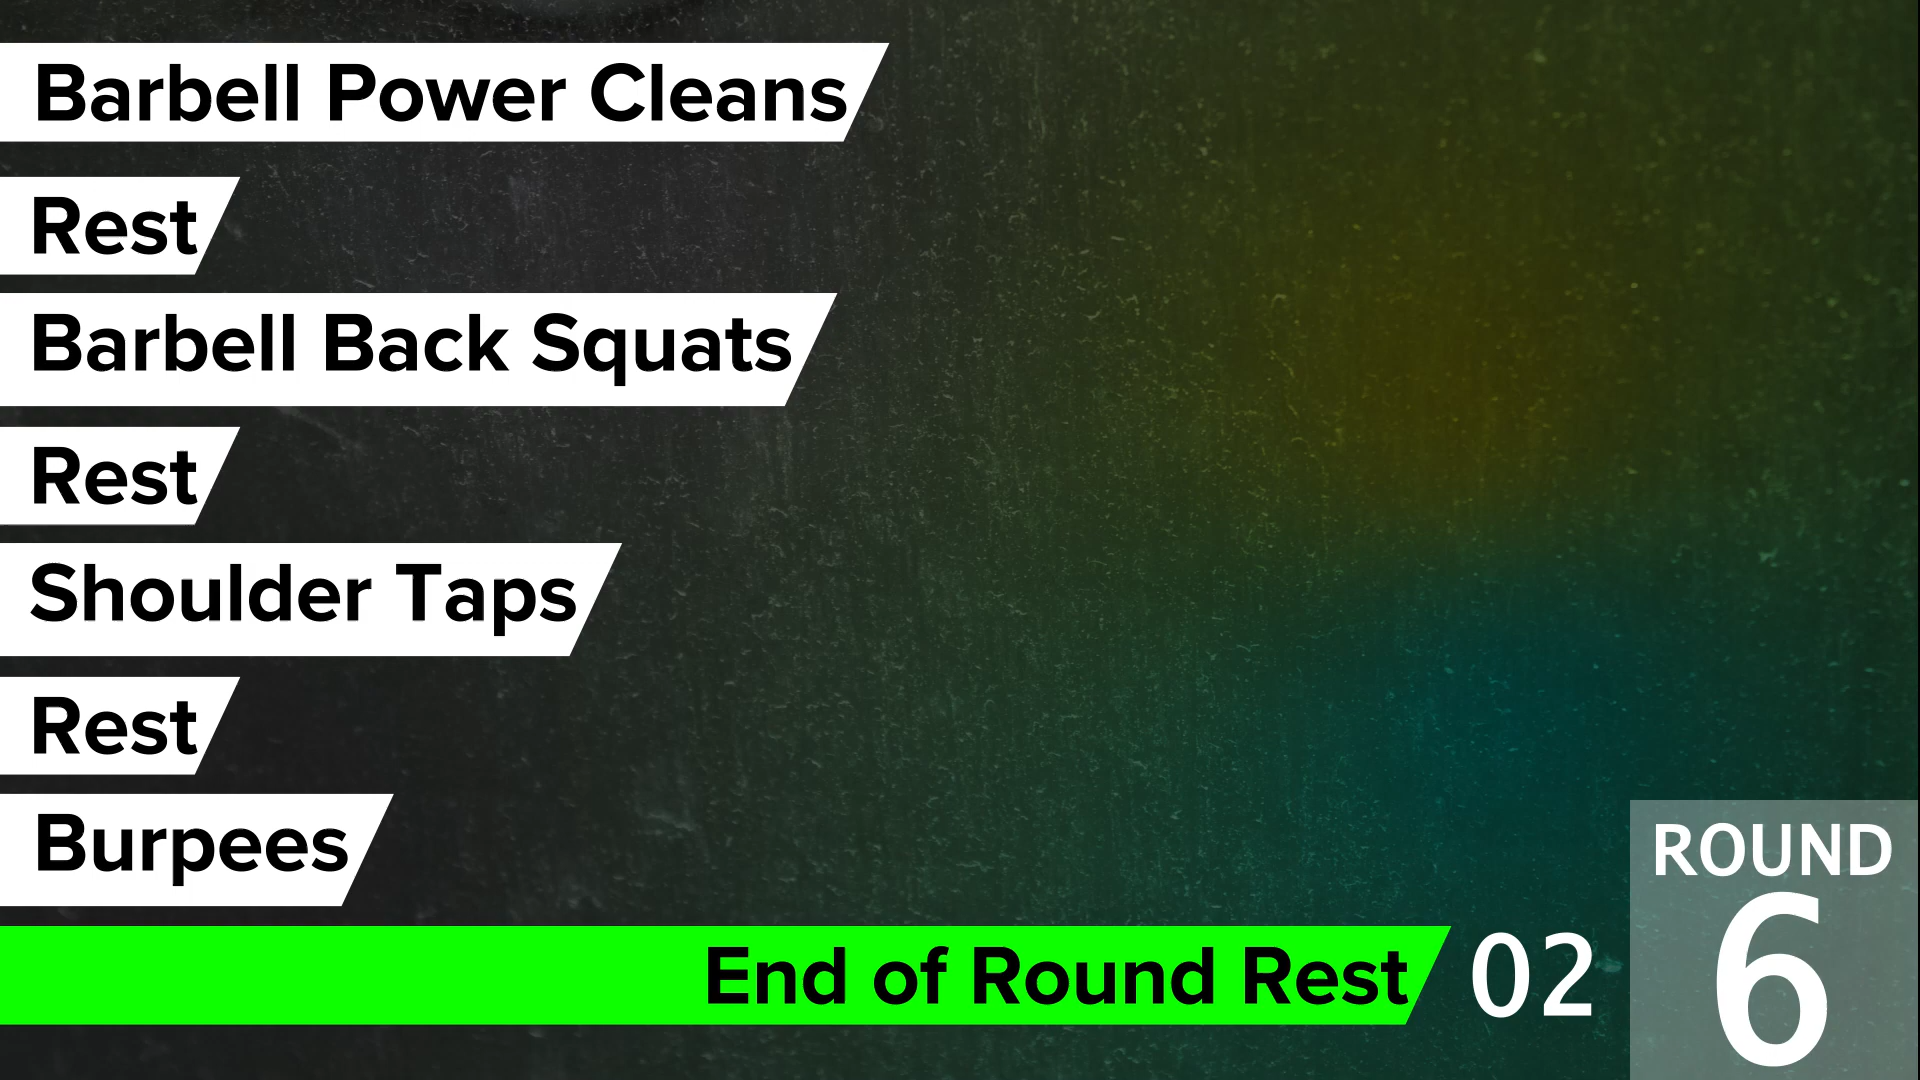 Barbell Power Cleans
Rest
Barbell Back Squats
Rest
Shoulder Taps
Rest
Burpees
End of Round Rest 02
ROUND
6